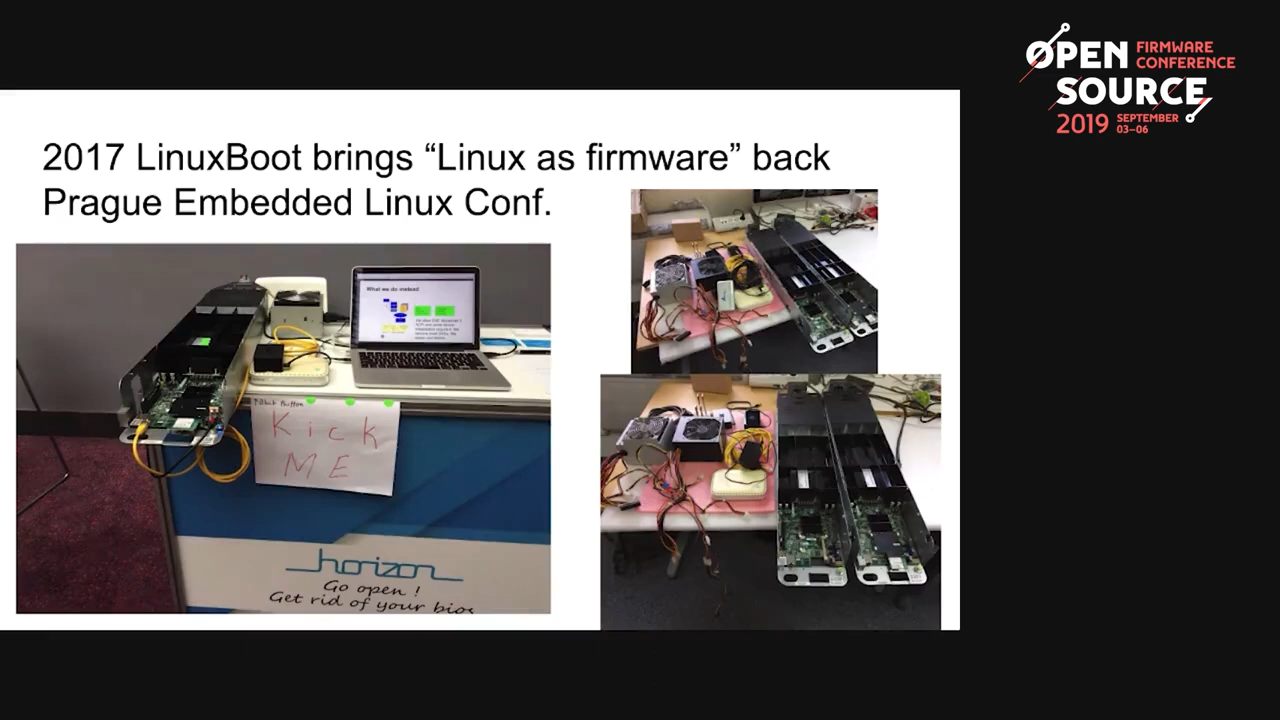 OPEN FIRMWARE CONFERENCE
SOURCE
2019 SEPTEMBER 03–06
2017 LinuxBoot brings “Linux as firmware” back
Prague Embedded Linux Conf.
What we do instead
Kick
ME
horizon
Go open !
Get rid of your bios